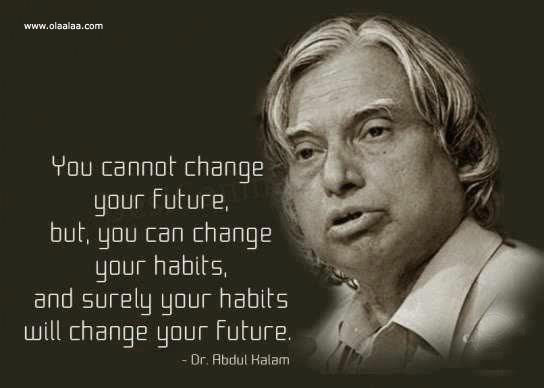 www.olaalaa.com
You cannot change
your future,
but, you can change
your habits,
and surely your habits
will change your future.
- Dr. Abdul Kalam